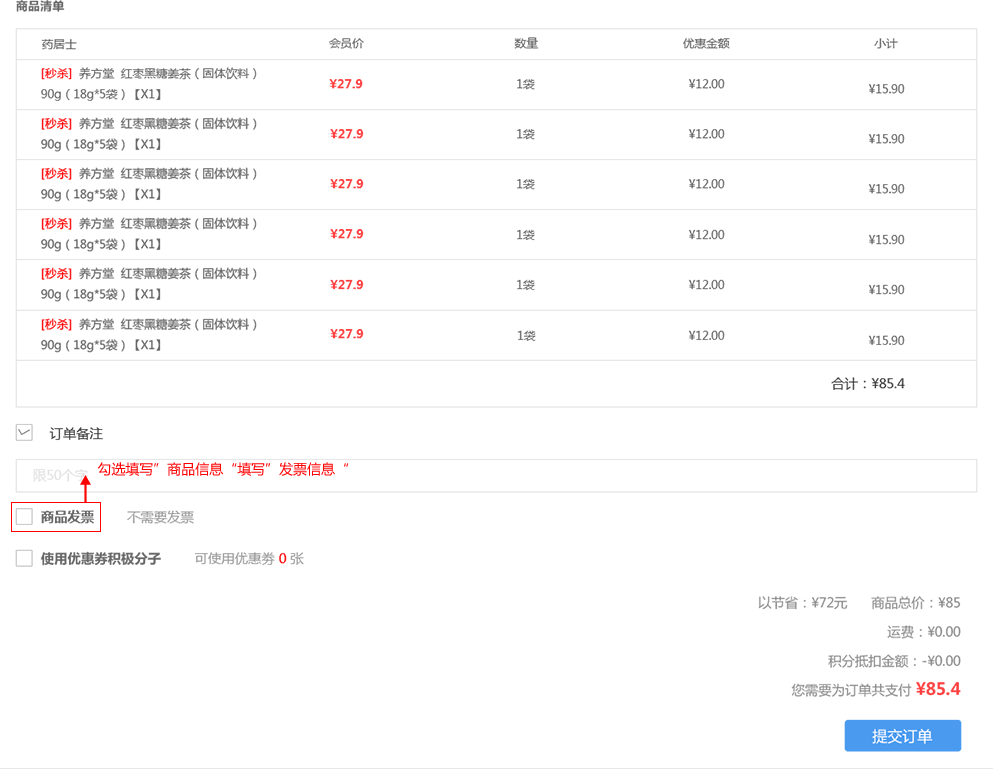 商品清单
药居士 会员价 数量 优惠金额 小计
[秒杀] 养方堂 红枣黑糖姜茶（固体饮料）
90g（18g*5袋）【X1】 ¥27.9 1袋 ¥12.00 ¥15.90
[秒杀] 养方堂 红枣黑糖姜茶（固体饮料）
90g（18g*5袋）【X1】 ¥27.9 1袋 ¥12.00 ¥15.90
[秒杀] 养方堂 红枣黑糖姜茶（固体饮料）
90g（18g*5袋）【X1】 ¥27.9 1袋 ¥12.00 ¥15.90
[秒杀] 养方堂 红枣黑糖姜茶（固体饮料）
90g（18g*5袋）【X1】 ¥27.9 1袋 ¥12.00 ¥15.90
[秒杀] 养方堂 红枣黑糖姜茶（固体饮料）
90g（18g*5袋）【X1】 ¥27.9 1袋 ¥12.00 ¥15.90
[秒杀] 养方堂 红枣黑糖姜茶（固体饮料）
90g（18g*5袋）【X1】 ¥27.9 1袋 ¥12.00 ¥15.90
合计：¥85.4
订单备注
限50个字 勾选填写”商品信息“填写”发票信息“
商品发票 不需要发票
使用优惠券积极分子 可使用优惠券 0 张
以节省：¥72元 商品总价：¥85
运费：¥0.00
积分抵扣金额：-¥0.00
您需要为订单共支付 ¥85.4
提交订单